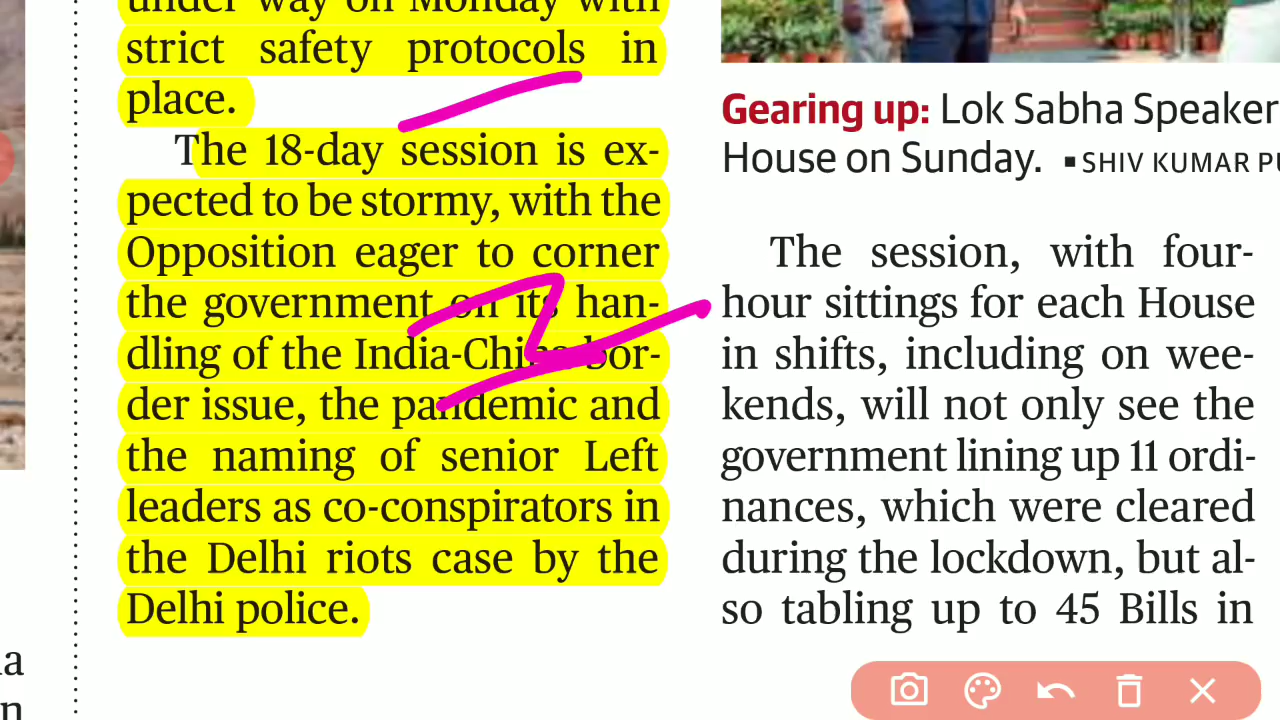 under way on Monday with
strict safety protocols in
place.
The 18-day session is ex-
pected to be stormy, with the
Opposition eager to corner
the government on its han-
dling of the India-China bor-
der issue, the pandemic and
the naming of senior Left
leaders as co-conspirators in
the Delhi riots case by the
Delhi police.
Gearing up: Lok Sabha Speaker
House on Sunday. ▪ SHIV KUMAR PU
The session, with four-
hour sittings for each House
in shifts, including on wee-
kends, will not only see the
government lining up 11 ordi-
nances, which were cleared
during the lockdown, but al-
so tabling up to 45 Bills in